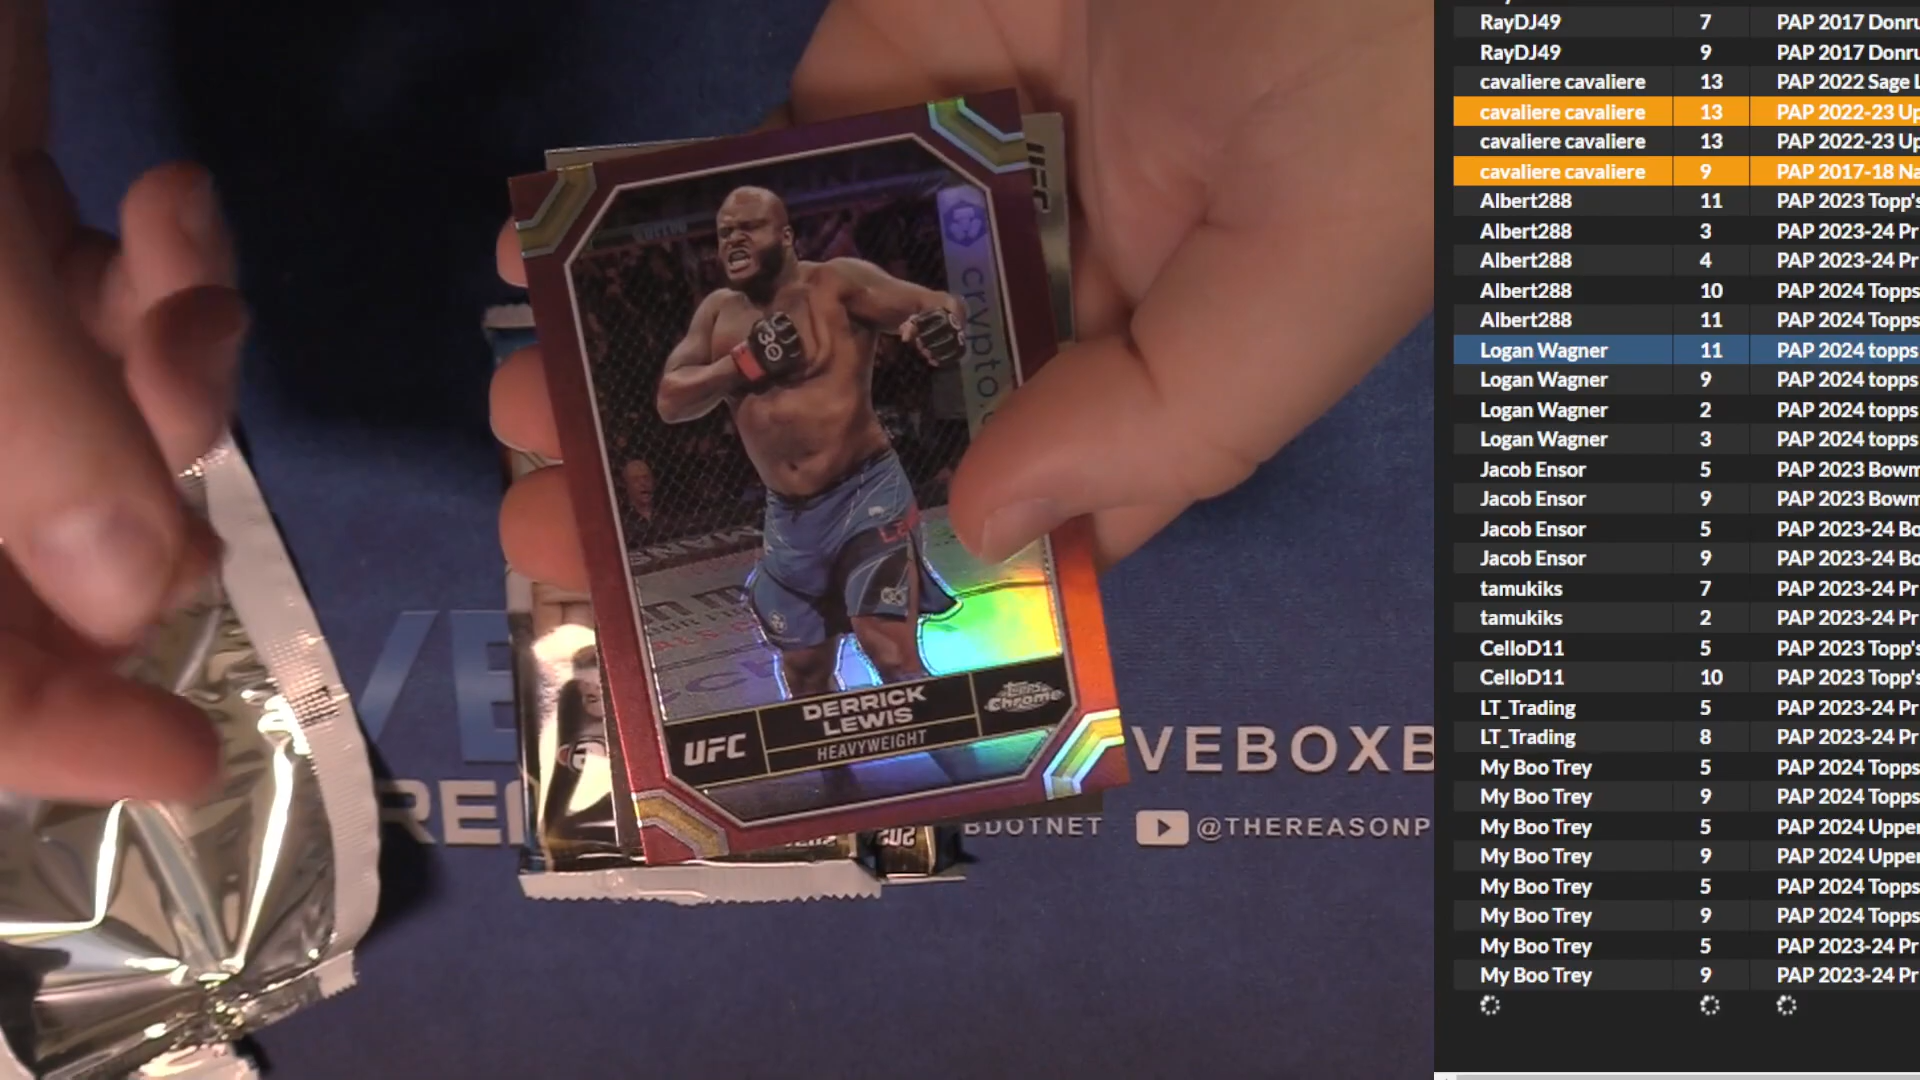 RayDJ49 7 PAP 2017 Donru
RayDJ49 9 PAP 2017 Donru
cavaliere cavaliere 13 PAP 2022 Sage L
cavaliere cavaliere 13 PAP 2022-23 Up
cavaliere cavaliere 13 PAP 2022-23 Up
cavaliere cavaliere 9 PAP 2017-18 Na
Albert288 11 PAP 2023 Topp's
Albert288 3 PAP 2023-24 Pr
Albert288 4 PAP 2023-24 Pr
Albert288 10 PAP 2024 Topps
Albert288 11 PAP 2024 Topps
Logan Wagner 11 PAP 2024 topps
Logan Wagner 9 PAP 2024 topps
Logan Wagner 2 PAP 2024 topps
Logan Wagner 3 PAP 2024 topps
Jacob Ensor 5 PAP 2023 Bowm
Jacob Ensor 9 PAP 2023 Bowm
Jacob Ensor 5 PAP 2023-24 Bo
Jacob Ensor 9 PAP 2023-24 Bo
tamukiks 7 PAP 2023-24 Pr
tamukiks 2 PAP 2023-24 Pr
CelloD11 5 PAP 2023 Topp's
CelloD11 10 PAP 2023 Topp's
LT_Trading 5 PAP 2023-24 Pr
LT_Trading 8 PAP 2023-24 Pr
My Boo Trey 5 PAP 2024 Topps
My Boo Trey 9 PAP 2024 Topps
My Boo Trey 5 PAP 2024 Upper
My Boo Trey 9 PAP 2024 Upper
My Boo Trey 5 PAP 2024 Topps
My Boo Trey 9 PAP 2024 Topps
My Boo Trey 5 PAP 2023-24 Pr
My Boo Trey 9 PAP 2023-24 Pr
UFC
crypto.c
30
DERRICK
LEWIS
HEAVYWEIGHT
UFC
Topps
Chrome
VEBOXB
BDOTNET
@THEREASONP